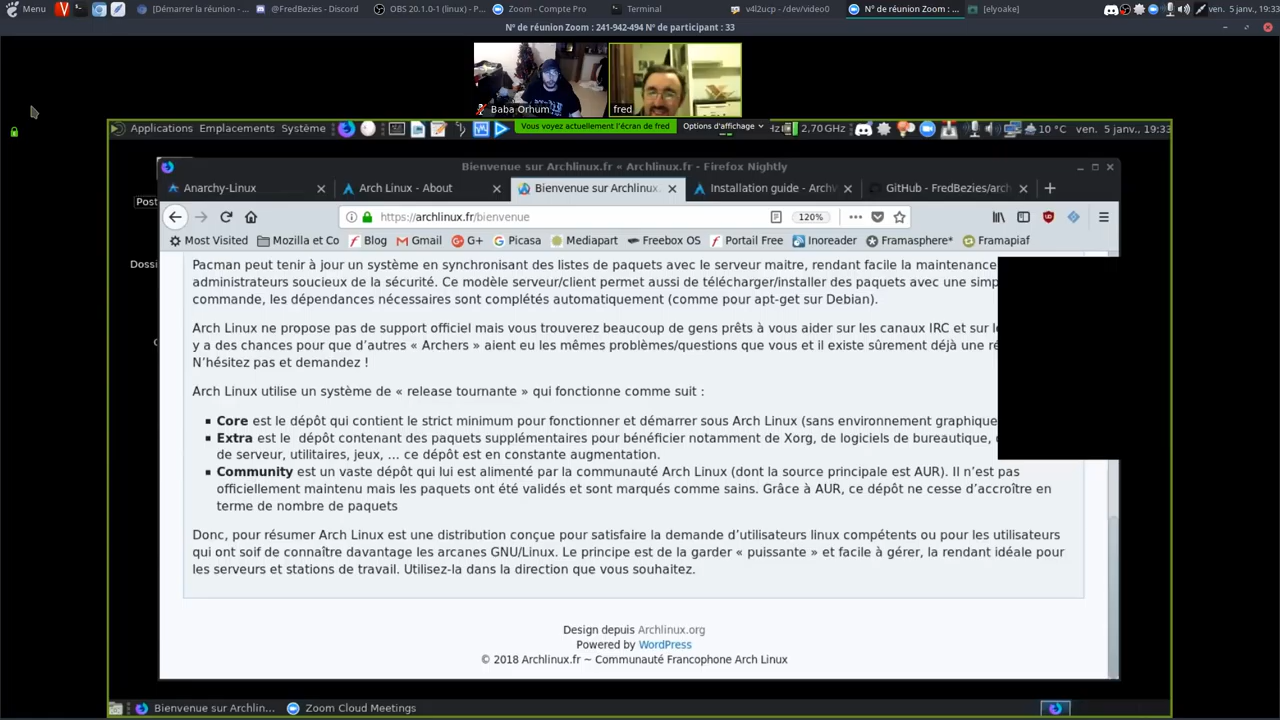 Menu
[Démarrer la réunion -
@FredBezies - Discord
OBS 20.1.0-1 (linux) - P...
Zoom - Compte Pro
Terminal
v4l2ucp - /dev/video0
N° de réunion Zoom : ...
[elyoake]
ven. 5 janv., 19:33
N° de réunion Zoom : 241-942-494 N° de participant : 33
Baba Orhum
fred
Applications Emplacements Système
Vous voyez actuellement l'écran de fred
Options d'affichage
Hz
2,70GHz
10 °C
ven. 5 janv., 19:33
Bienvenue sur Archlinux.fr « Archlinux.fr - Firefox Nightly
Anarchy-Linux
Arch Linux - About
Bienvenue sur Archlinux.
Installation guide - ArchW
GitHub - FredBezies/arch
Post
https://archlinux.fr/bienvenue
120%
Most Visited
Mozilla et Co
Blog
Gmail
G+
Picasa
Mediapart
Freebox OS
Portail Free
Inoreader
Framasphere*
Framapiaf
Dossi
Pacman peut tenir à jour un système en synchronisant des listes de paquets avec le serveur maitre, rendant facile la maintenance
administrateurs soucieux de la sécurité. Ce modèle serveur/client permet aussi de télécharger/installer des paquets avec une simp
commande, les dépendances nécessaires sont complétés automatiquement (comme pour apt-get sur Debian).
Arch Linux ne propose pas de support officiel mais vous trouverez beaucoup de gens prêts à vous aider sur les canaux IRC et sur l
y a des chances pour que d'autres « Archers » aient eu les mêmes problèmes/questions que vous et il existe sûrement déjà une ré
N'hésitez pas et demandez !
Arch Linux utilise un système de « release tournante » qui fonctionne comme suit :
Core est le dépôt qui contient le strict minimum pour fonctionner et démarrer sous Arch Linux (sans environnement graphique
Extra est le dépôt contenant des paquets supplémentaires pour bénéficier notamment de Xorg, de logiciels de bureautique,
de serveur, utilitaires, jeux, ... ce dépôt est en constante augmentation.
Community est un vaste dépôt qui lui est alimenté par la communauté Arch Linux (dont la source principale est AUR). Il n'est pas
officiellement maintenu mais les paquets ont été validés et sont marqués comme sains. Grâce à AUR, ce dépôt ne cesse d'accroître en
terme de nombre de paquets
Donc, pour résumer Arch Linux est une distribution conçue pour satisfaire la demande d'utilisateurs linux compétents ou pour les utilisateurs
qui ont soif de connaître davantage les arcanes GNU/Linux. Le principe est de la garder « puissante » et facile à gérer, la rendant idéale pour
les serveurs et stations de travail. Utilisez-la dans la direction que vous souhaitez.
Design depuis Archlinux.org
Powered by WordPress
© 2018 Archlinux.fr ~ Communauté Francophone Arch Linux
Bienvenue sur Archlin...
Zoom Cloud Meetings